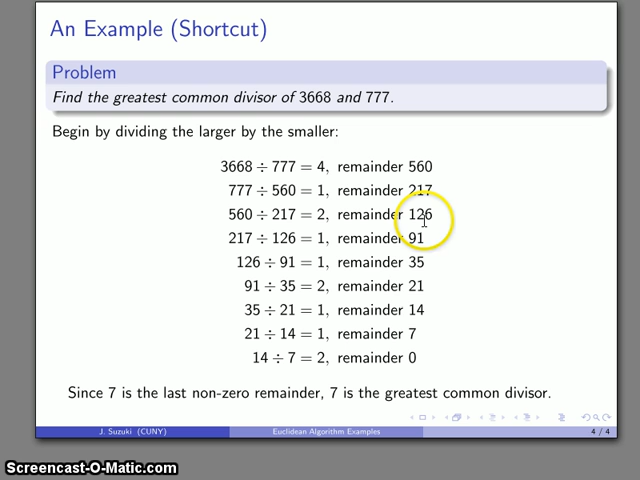 An Example (Shortcut)
Problem
Find the greatest common divisor of 3668 and 777.
Begin by dividing the larger by the smaller:
3668 ÷ 777 = 4, remainder 560
777 ÷ 560 = 1, remainder 217
560 ÷ 217 = 2, remainder 126
217 ÷ 126 = 1, remainder 91
126 ÷ 91 = 1, remainder 35
91 ÷ 35 = 2, remainder 21
35 ÷ 21 = 1, remainder 14
21 ÷ 14 = 1, remainder 7
14 ÷ 7 = 2, remainder 0
Since 7 is the last non-zero remainder, 7 is the greatest common divisor.
J. Suzuki (CUNY) Euclidean Algorithm Examples 4 / 4
Screencast-O-Matic.com